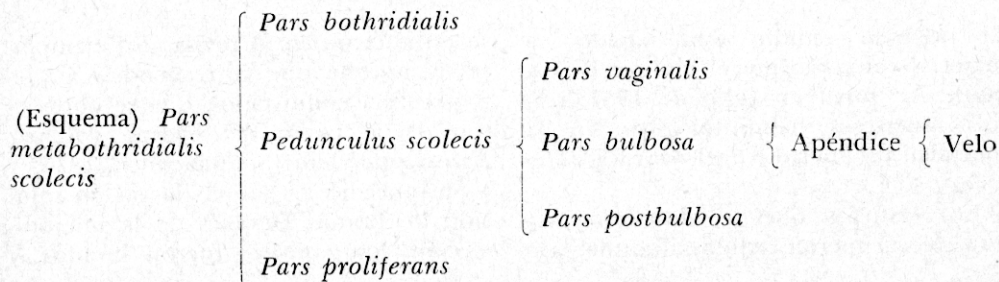 Pars bothridialis
Pars vaginalis
(Esquema) Pars
metabothridialis
scolecis
Pedunculus scolecis
Pars bulbosa
Apéndice
Velo
Pars postbulbosa
Pars proliferans